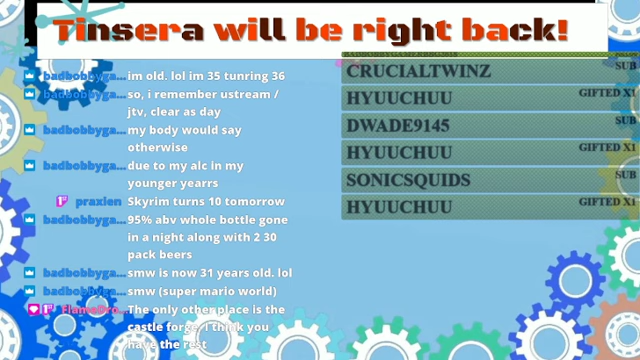 Tinsera will be right back!
badbobbyga... im old. lol im 35 tunring 36
badbobbyga... so, i remember ustream /
jtv, clear as day
badbobbyga... my body would say
otherwise
badbobbyga... due to my alc in my
younger yearrs
praxien Skyrim turns 10 tomorrow
badbobbyga... 95% abv whole bottle gone
in a night along with 2 30
pack beers
badbobbyga... smw is now 31 years old. lol
badbobbyga... smw (super mario world)
The only other place is the
castle forge, I think you
have the rest
SUB
CRUCIALTWINZ
HYUUCHUU GIFTED X1
DWADE9145 SUB
HYUUCHUU GIFTED X1
SONICSQUIDS SUB
HYUUCHUU GIFTED X1